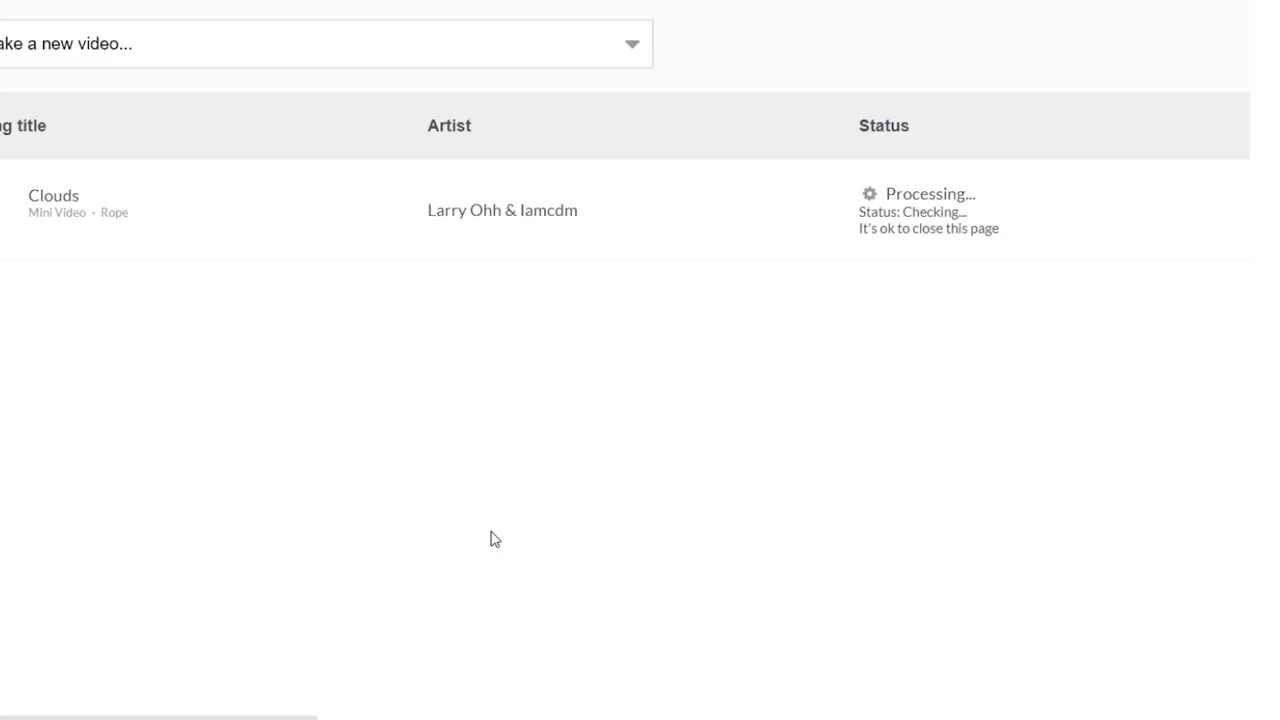 ake a new video...
g title Artist Status
Clouds
Mini Video · Rope
Larry Ohh & Iamcdm
Processing...
Status: Checking...
It's ok to close this page